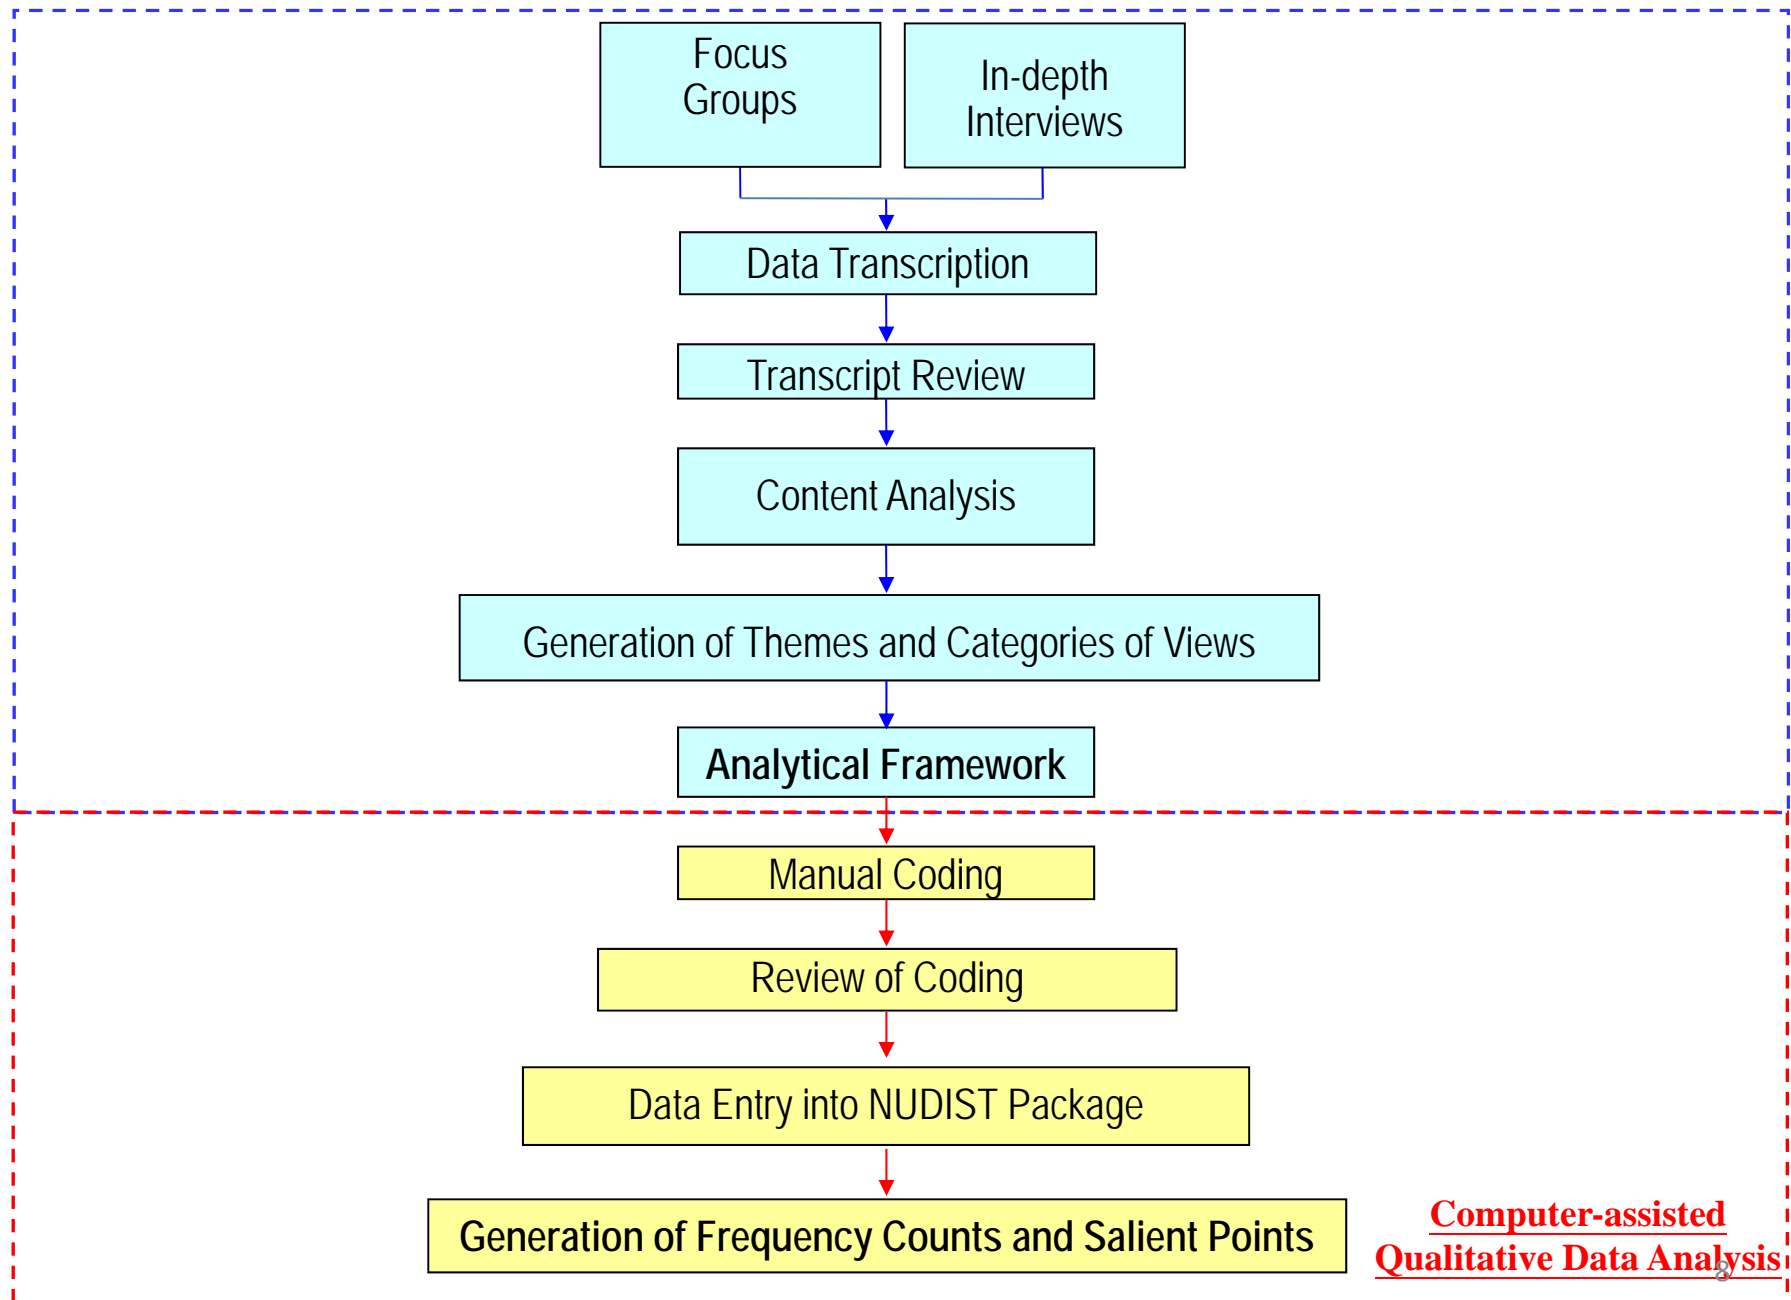 Focus
Groups
In-depth
Interviews
Data Transcription
Transcript Review
Content Analysis
Generation of Themes and Categories of Views
Analytical Framework
Manual Coding
Review of Coding
Data Entry into NUDIST Package
Generation of Frequency Counts and Salient Points
Computer-assisted
Qualitative Data Analysis
8